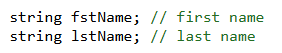 string fstName; // first name
string lstName; // last name